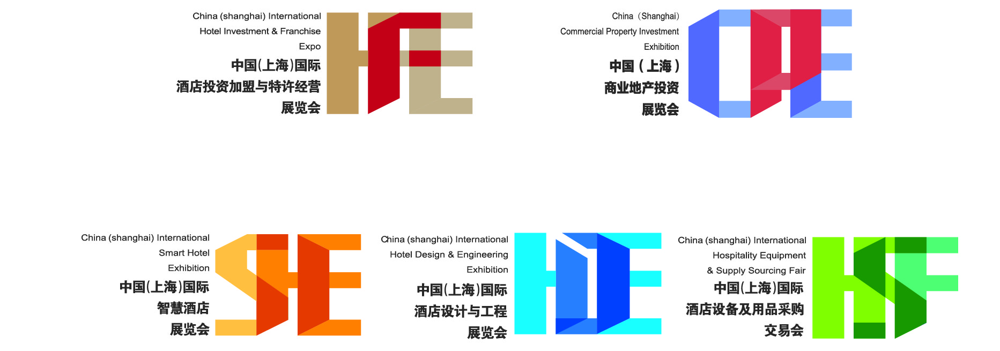 China (shanghai) International
Hotel Investment & Franchise
Expo
中国(上海)国际
酒店投资加盟与特许经营
展览会
China（Shanghai）
Commercial Property Investment
Exhibition
中国（上海）
商业地产投资
展览会
China (shanghai) International
Smart Hotel
Exhibition
中国(上海)国际
智慧酒店
展览会
SHE
China (shanghai) International
Hotel Design & Engineering
Exhibition
中国(上海)国际
酒店设计与工程
展览会
HDE
China (shanghai) International
Hospitality Equipment
& Supply Sourcing Fair
中国(上海)国际
酒店设备及用品采购
交易会
HSF